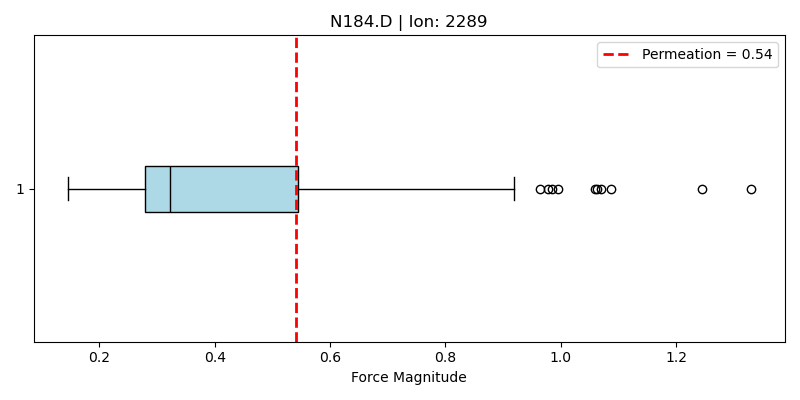 N184.D | Ion: 2289
Permeation = 0.54
1
0.2 0.4 0.6 0.8 1.0 1.2
Force Magnitude